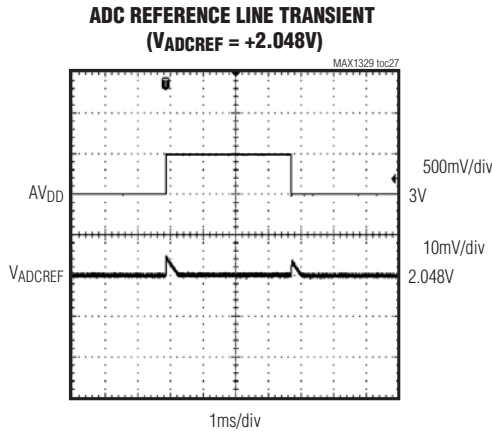 ADC REFERENCE LINE TRANSIENT
(VADCREF = +2.048V)
MAX1329 toc27
500mV/div
AVDD
3V
10mV/div
VADCREF
2.048V
1ms/div